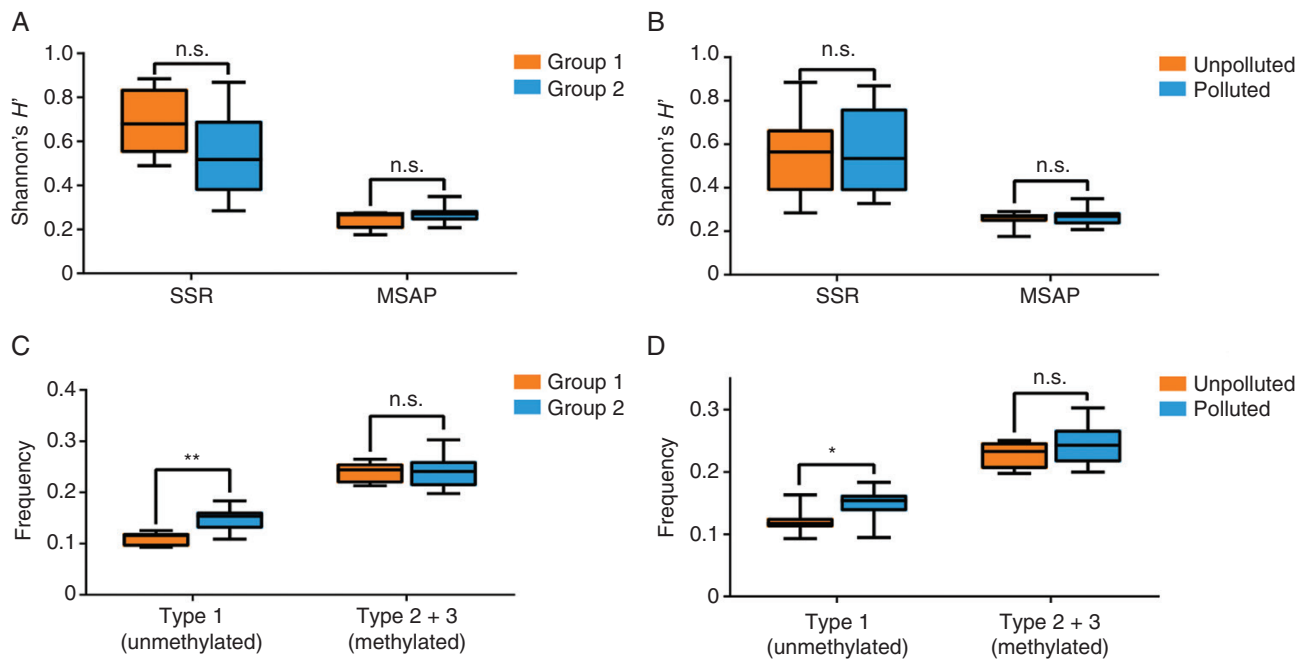 A
n.s.
Group 1
Group 2
1.0
0.8
0.6
0.4
0.2
0
Shannon's H'
n.s.
SSR
MSAP
B
n.s.
Unpolluted
Polluted
1.0
0.8
0.6
0.4
0.2
0
Shannon's H'
n.s.
SSR
MSAP
C
Group 1
Group 2
0.4
0.3
0.2
0.1
0
Frequency
**
n.s.
Type 1
(unmethylated)
Type 2 + 3
(methylated)
D
Unpolluted
Polluted
0.3
0.2
0.1
0
Frequency
*
n.s.
Type 1
(unmethylated)
Type 2 + 3
(methylated)